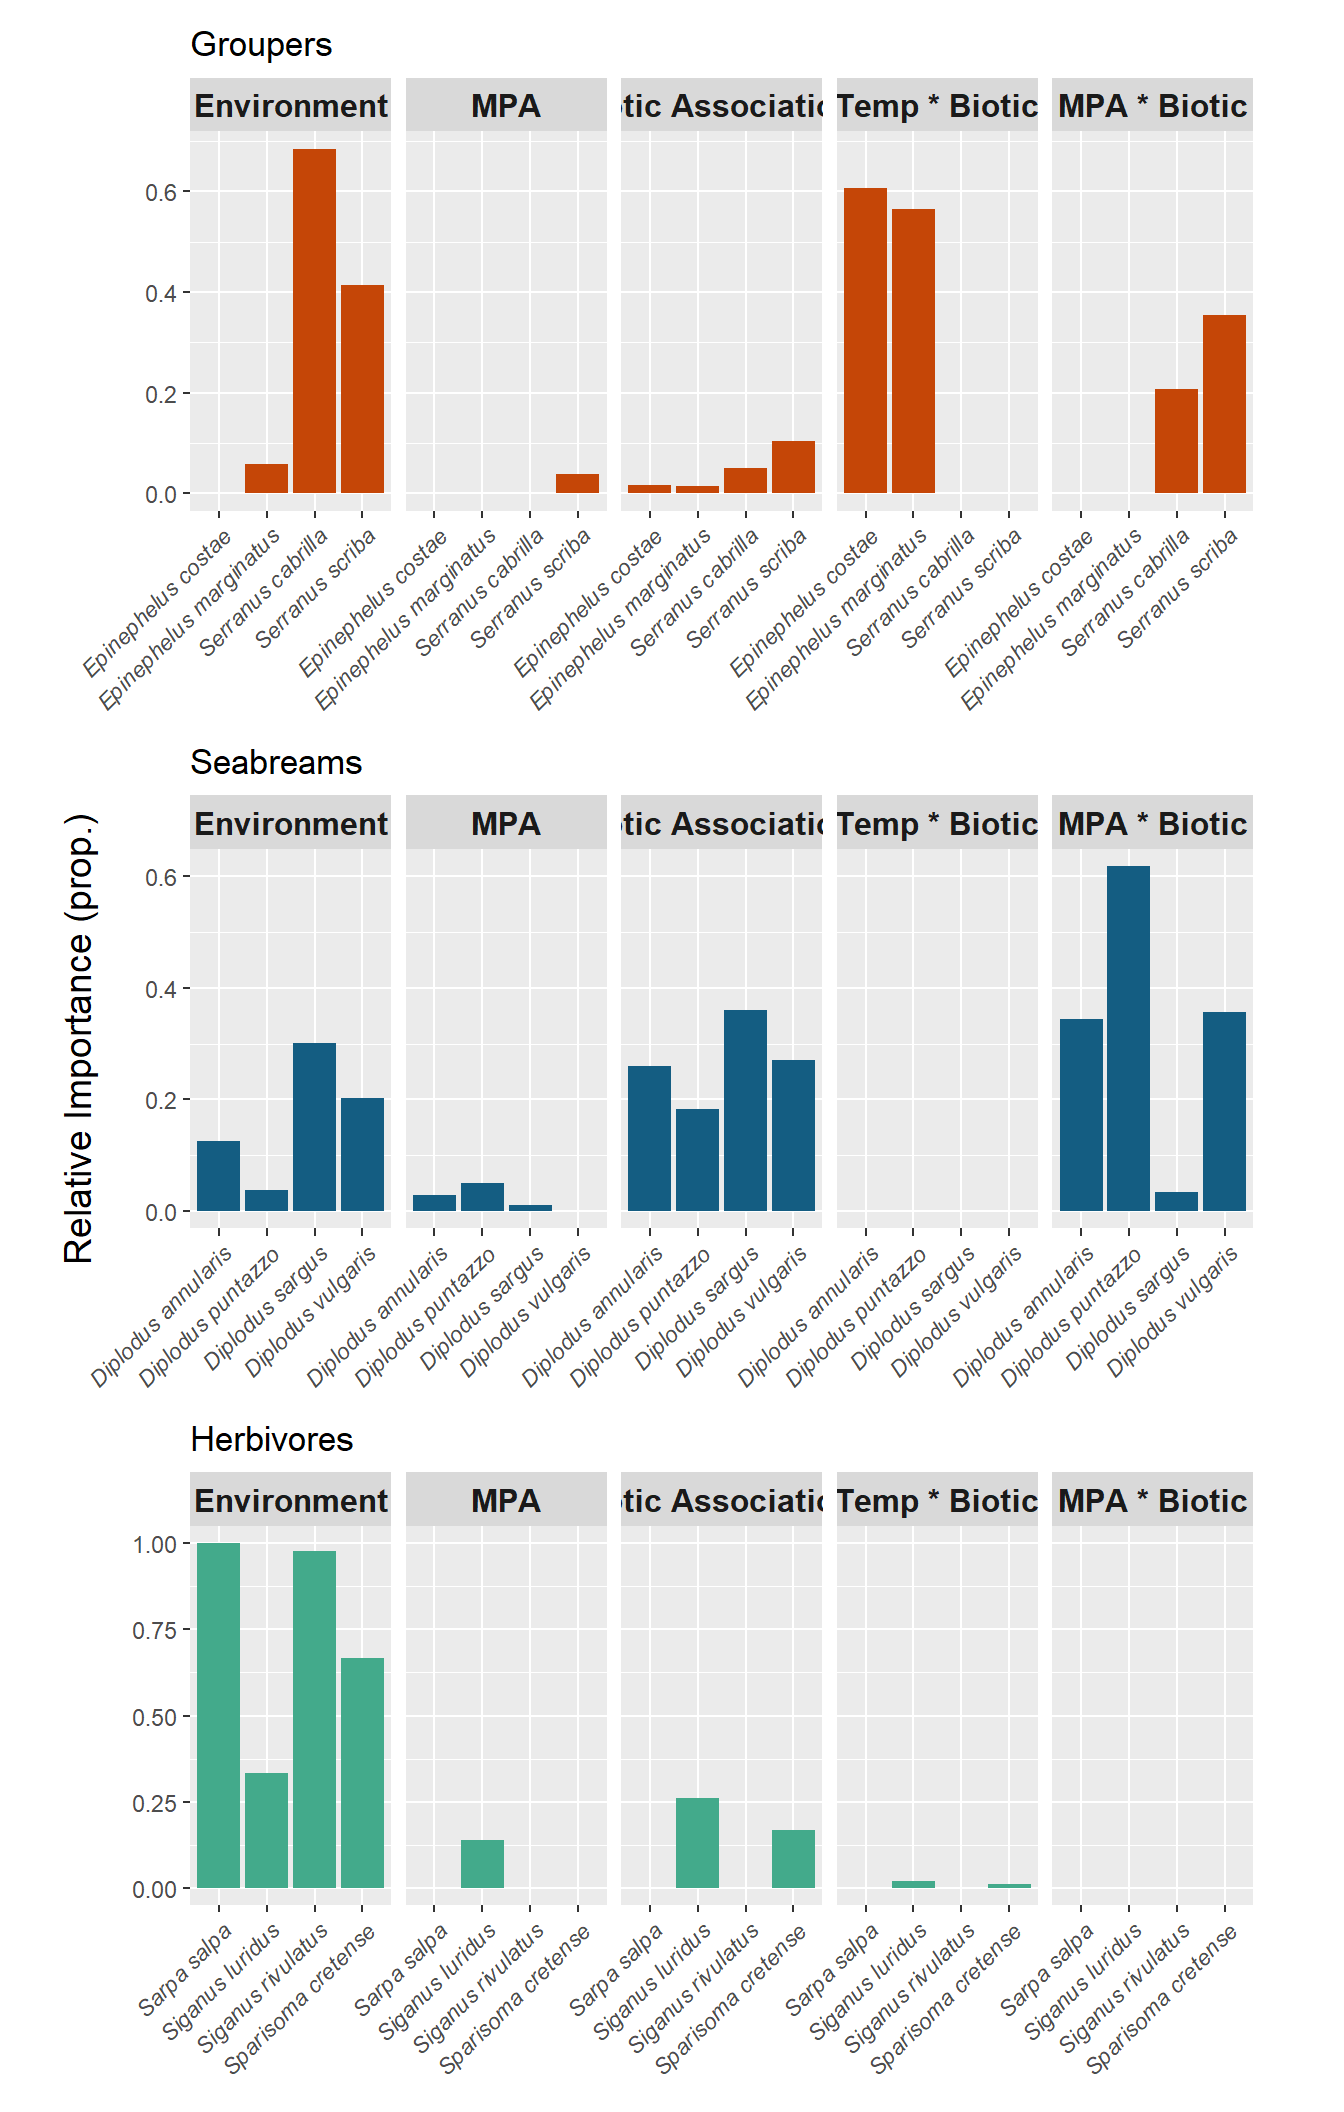 Groupers
Environment MPA otic Associatio Temp * Biotic MPA * Biotic
0.6
0.4
0.2
0.0
Epinephelus costae Epinephelus marginatus Serranus cabrilla Serranus scriba Epinephelus costae Epinephelus marginatus Serranus cabrilla Serranus scriba Epinephelus costae Epinephelus marginatus Serranus cabrilla Serranus scriba Epinephelus costae Epinephelus marginatus Serranus cabrilla Serranus scriba Epinephelus costae Epinephelus marginatus Serranus cabrilla Serranus scriba
Relative Importance (prop.)
Seabreams
Environment MPA otic Associatio Temp * Biotic MPA * Biotic
0.6
0.4
0.2
0.0
Diplodus annularis Diplodus puntazzo Diplodus sargus Diplodus vulgaris Diplodus annularis Diplodus puntazzo Diplodus sargus Diplodus vulgaris Diplodus annularis Diplodus puntazzo Diplodus sargus Diplodus vulgaris Diplodus annularis Diplodus puntazzo Diplodus sargus Diplodus vulgaris Diplodus annularis Diplodus puntazzo Diplodus sargus Diplodus vulgaris
Herbivores
Environment MPA otic Associatio Temp * Biotic MPA * Biotic
1.00
0.75
0.50
0.25
0.00
Sarpa salpa Siganus luridus Siganus rivulatus Sparisoma cretense Sarpa salpa Siganus luridus Siganus rivulatus Sparisoma cretense Sarpa salpa Siganus luridus Siganus rivulatus Sparisoma cretense Sarpa salpa Siganus luridus Siganus rivulatus Sparisoma cretense Sarpa salpa Siganus luridus Siganus rivulatus Sparisoma cretense